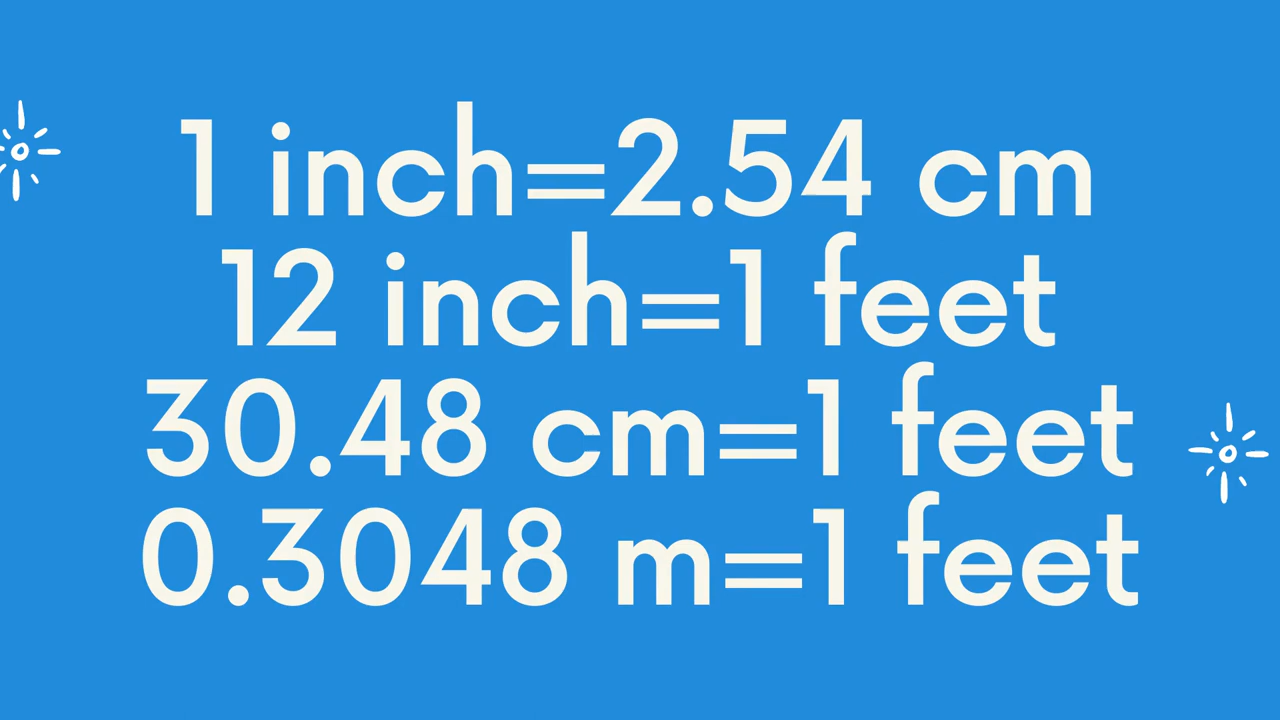 1 inch=2.54 cm
12 inch=1 feet
30.48 cm=1 feet
0.3048 m=1 feet